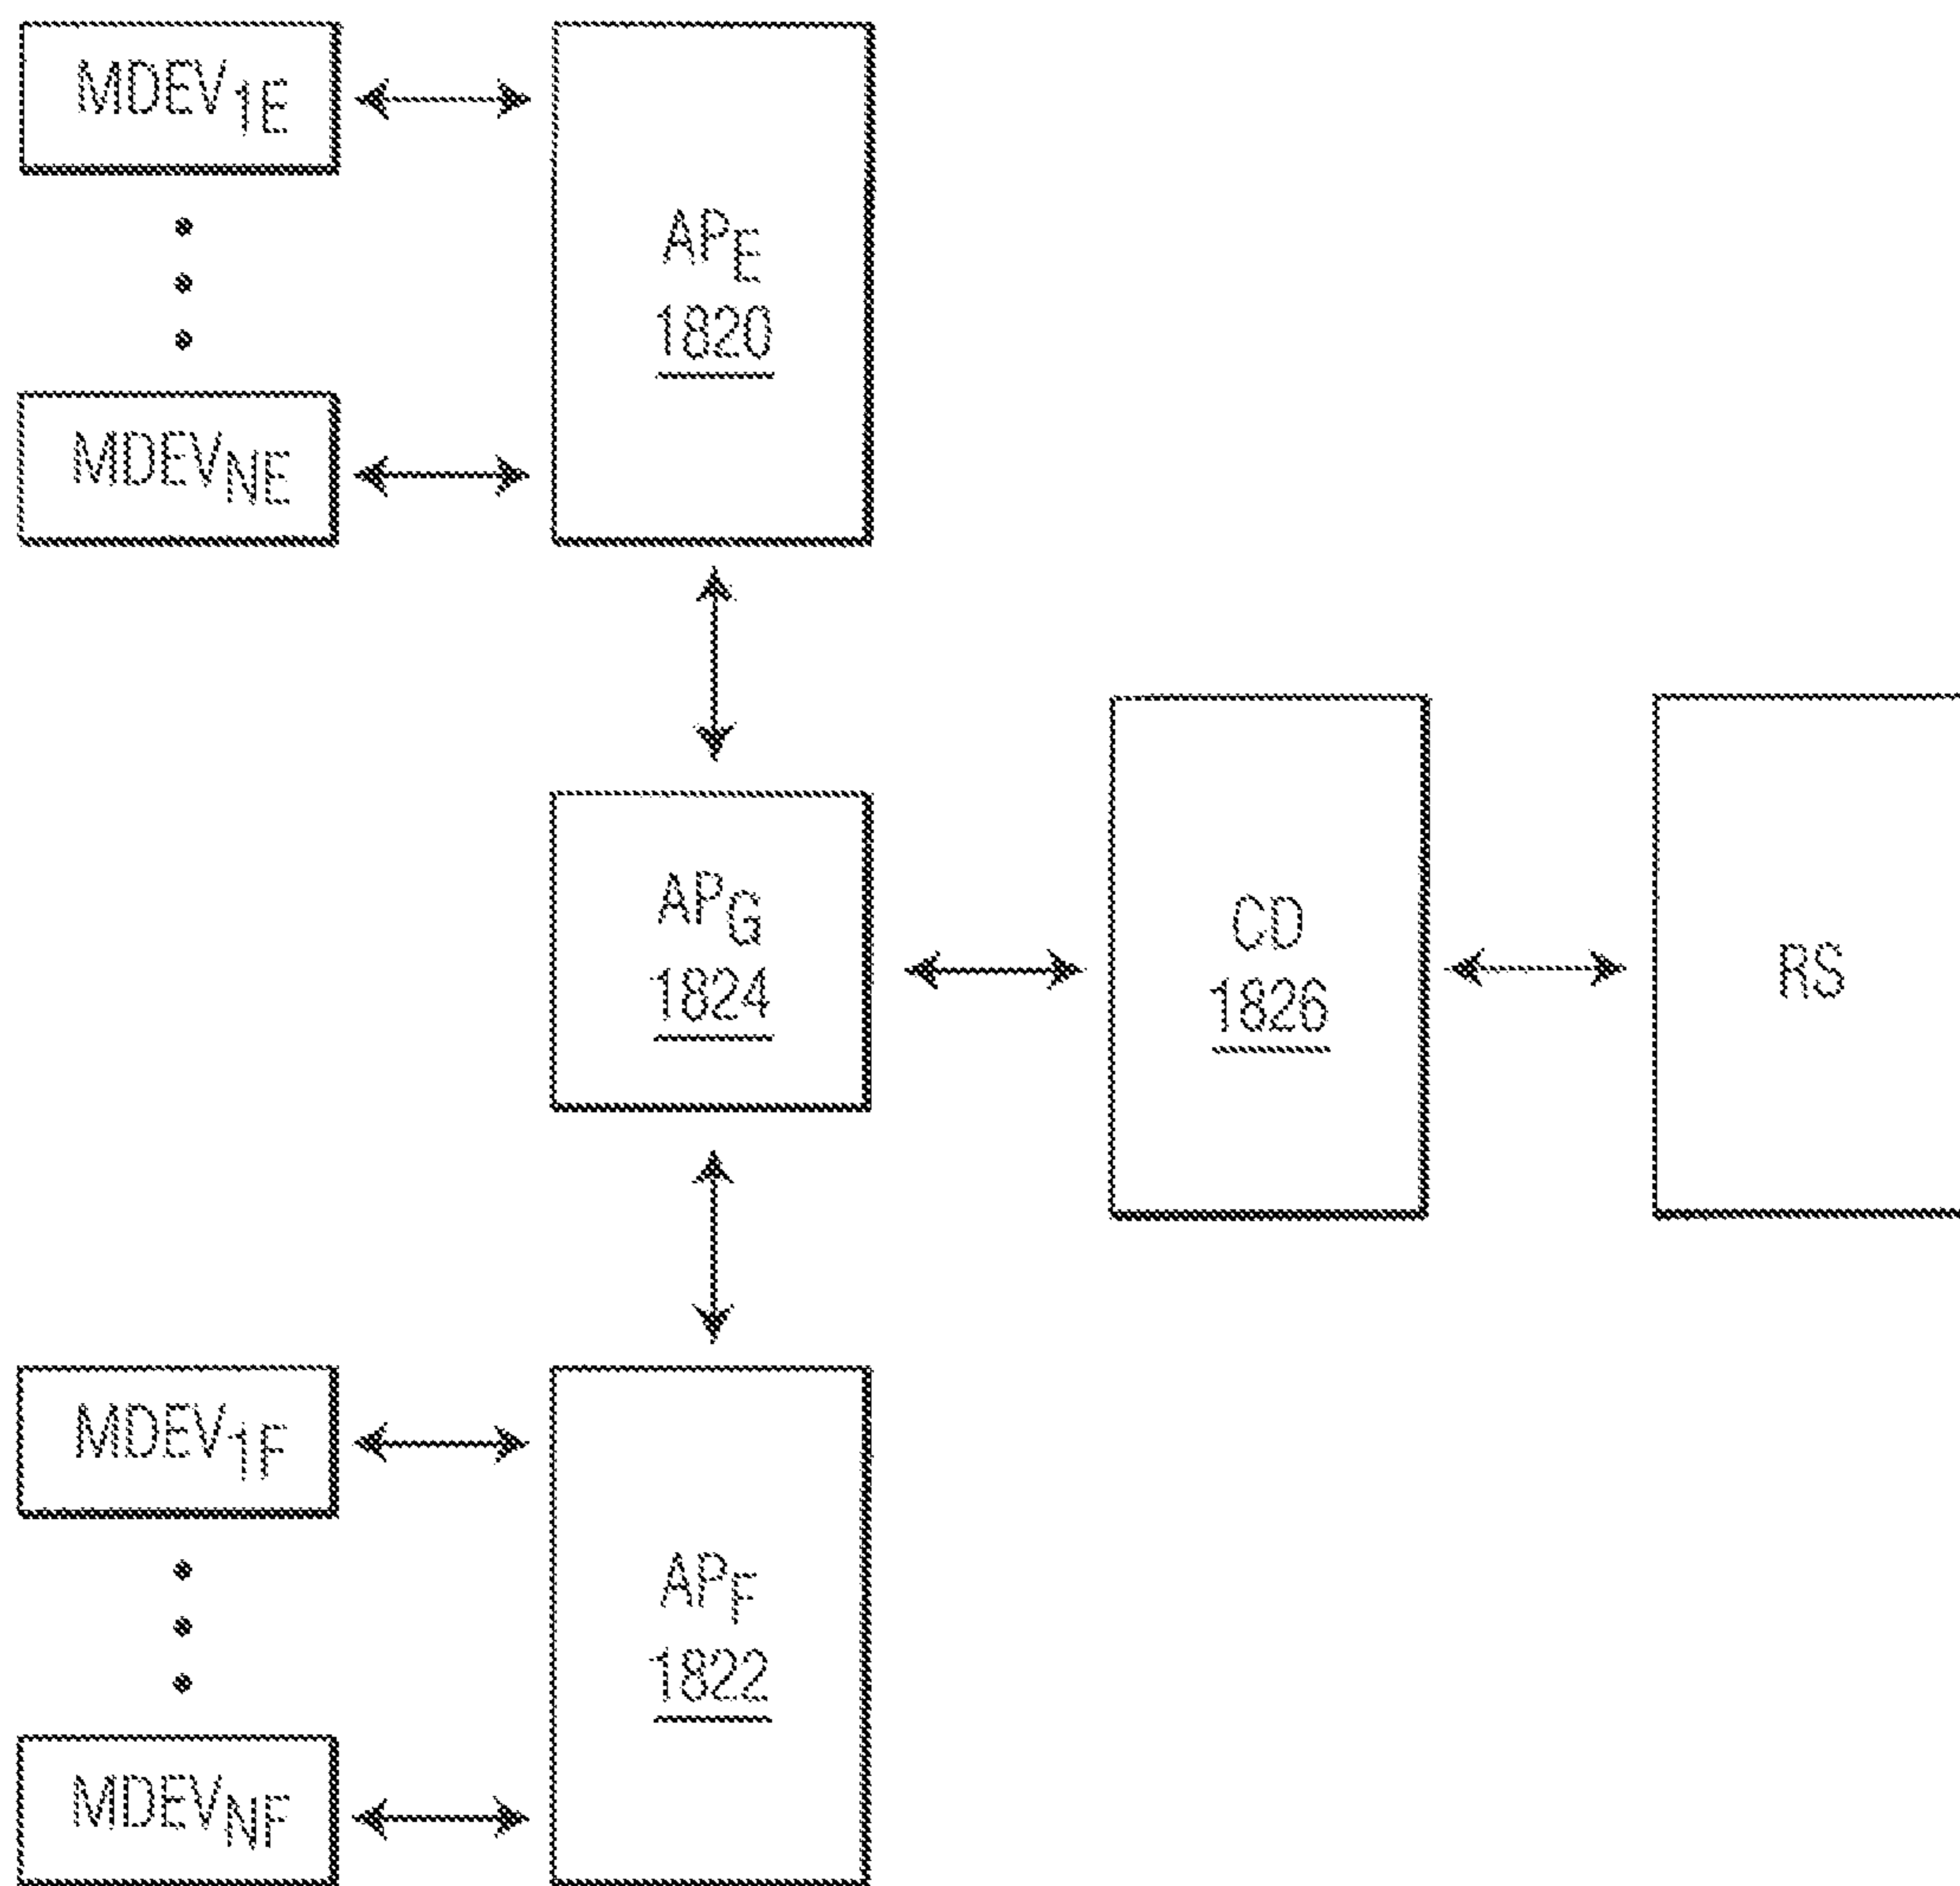 MDEV1E
APE
1820
MDEVNE
APG
1824
CD
1826
RS
MDEV1F
APF
1822
MDEVNF